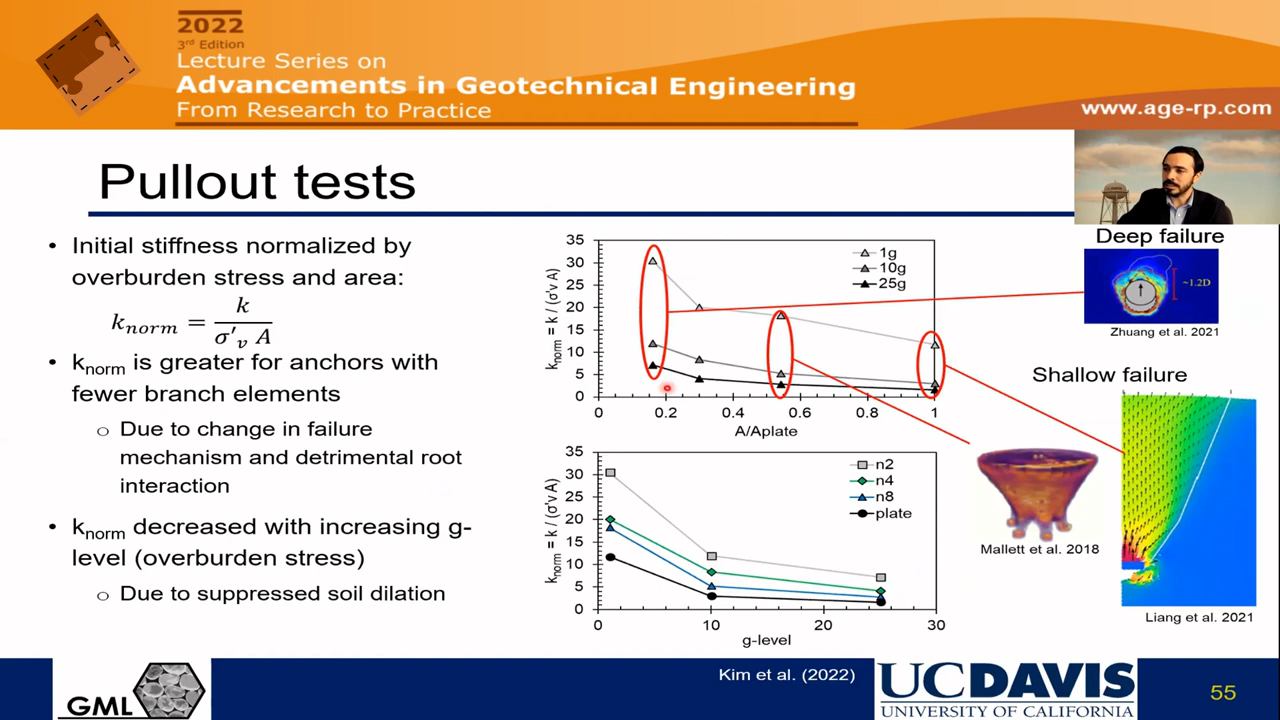 2022
3rd Edition
Lecture Series on
Advancements in Geotechnical Engineering
From Research to Practice
www.age-rp.com
Pullout tests
• Initial stiffness normalized by
overburden stress and area:
k_norm = k / (σ'_v A)
• k_norm is greater for anchors with
fewer branch elements
o Due to change in failure
mechanism and detrimental root
interaction
• k_norm decreased with increasing g-
level (overburden stress)
o Due to suppressed soil dilation
k_norm = k / (σ'v A)
35
30
25
20
15
10
5
0
0 0.2 0.4 0.6 0.8 1
A/Aplate
1g
10g
25g
k_norm = k / (σ'v A)
35
30
25
20
15
10
5
0
0 10 20 30
g-level
n2
n4
n8
plate
Deep failure
~1.2D
Zhuang et al. 2021
Shallow failure
Mallett et al. 2018
Liang et al. 2021
GML
Kim et al. (2022)
UCDAVIS
UNIVERSITY OF CALIFORNIA
55